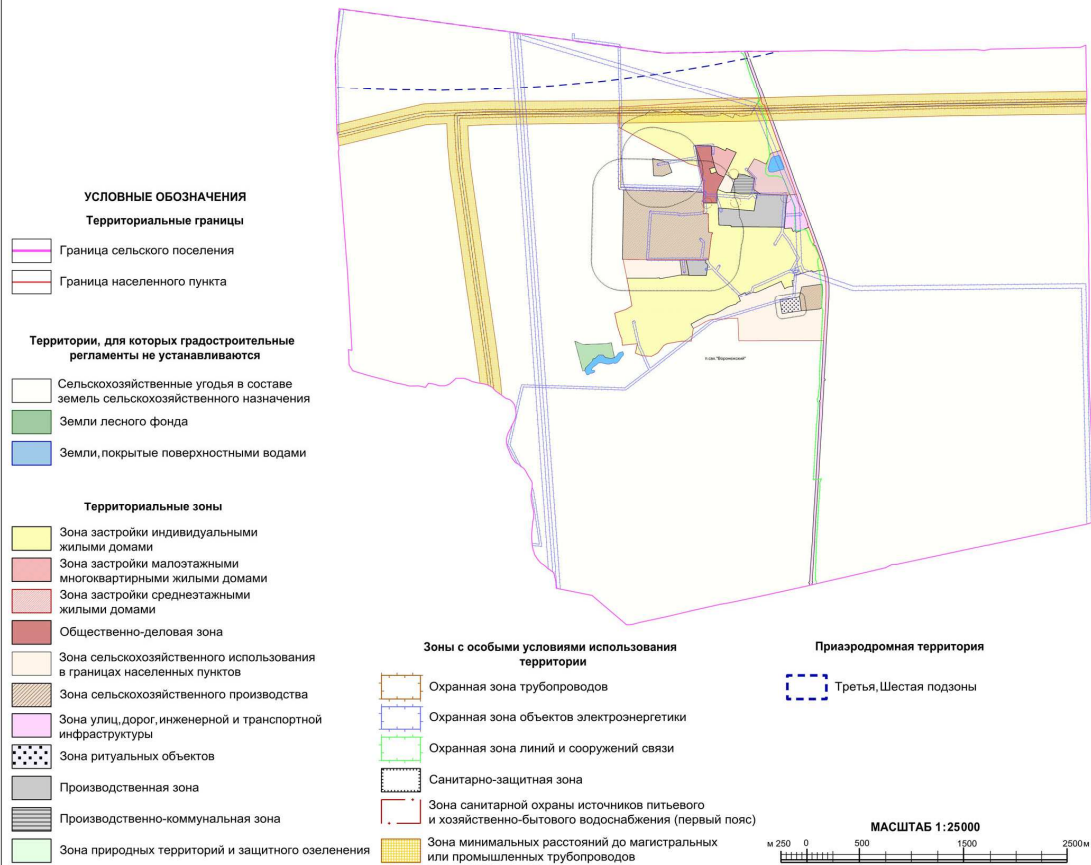 УСЛОВНЫЕ ОБОЗНАЧЕНИЯ
Территориальные границы
Граница сельского поселения
Граница населенного пункта
Территории, для которых градостроительные
регламенты не устанавливаются
Сельскохозяйственные угодья в составе
земель сельскохозяйственного назначения
Земли лесного фонда
Земли,покрытые поверхностными водами
Территориальные зоны
Зона застройки индивидуальными
жилыми домами
Зона застройки малоэтажными
многоквартирными жилыми домами
Зона застройки среднеэтажными
жилыми домами
Общественно-деловая зона
Зона сельскохозяйственного использования
в границах населенных пунктов
Зона сельскохозяйственного производства
Зона улиц,дорог,инженерной и транспортной
инфраструктуры
Зона ритуальных объектов
Производственная зона
Производственно-коммунальная зона
Зона природных территорий и защитного озеленения
п.свх."Воронежский"
Зоны с особыми условиями использования
территории
Охранная зона трубопроводов
Охранная зона объектов электроэнергетики
Охранная зона линий и сооружений связи
Санитарно-защитная зона
Зона санитарной охраны источников питьевого
и хозяйственно-бытового водоснабжения (первый пояс)
Зона минимальных расстояний до магистральных
или промышленных трубопроводов
Приаэродромная территория
Третья,Шестая подзоны
МАСШТАБ 1:25000
м 250 0 500 1000 1500 2500м